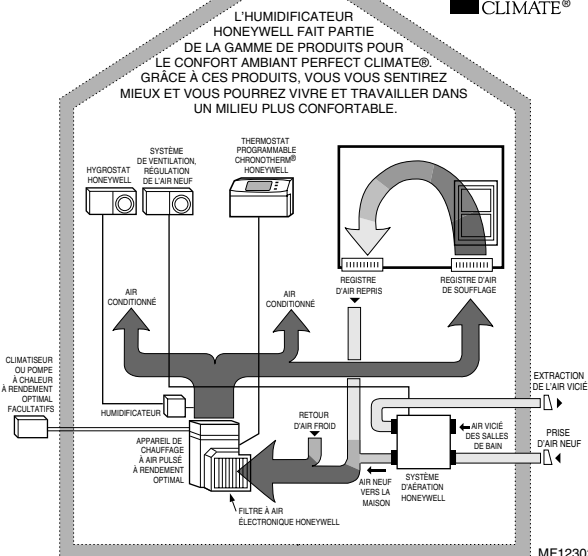 CLIMATE®
L'HUMIDIFICATEUR
HONEYWELL FAIT PARTIE
DE LA GAMME DE PRODUITS POUR
LE CONFORT AMBIANT PERFECT CLIMATE®.
GRÂCE À CES PRODUITS, VOUS VOUS SENTIREZ
MIEUX ET VOUS POURREZ VIVRE ET TRAVAILLER DANS
UN MILIEU PLUS CONFORTABLE.
HYGROSTAT
HONEYWELL
SYSTÈME
DE VENTILATION,
RÉGULATION
DE L'AIR NEUF
THERMOSTAT
PROGRAMMABLE
CHRONOTHERM®
HONEYWELL
REGISTRE
D'AIR REPRIS
REGISTRE D'AIR
DE SOUFFLAGE
AIR
CONDITIONNÉ
AIR
CONDITIONNÉ
CLIMATISEUR
OU POMPE
À CHALEUR
À RENDEMENT
OPTIMAL
FACULTATIFS
HUMIDIFICATEUR
APPAREIL DE
CHAUFFAGE
À AIR PULSÉ
À RENDEMENT
OPTIMAL
RETOUR
D'AIR FROID
FILTRE À AIR
ÉLECTRONIQUE HONEYWELL
AIR NEUF
VERS LA
MAISON
SYSTÈME
D'AÉRATION
HONEYWELL
AIR VICIÉ
DES SALLES
DE BAIN
EXTRACTION
DE L'AIR VICIÉ
PRISE
D'AIR NEUF
MF1230